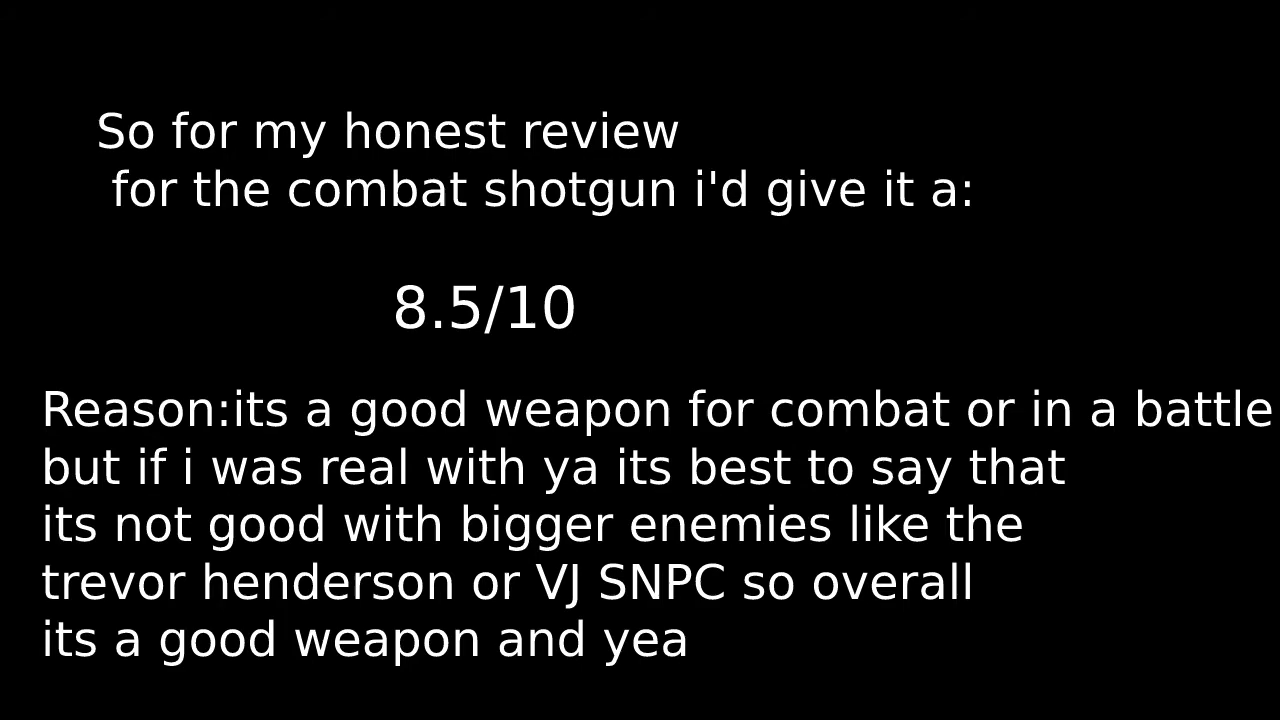 So for my honest review
for the combat shotgun i'd give it a:
8.5/10
Reason:its a good weapon for combat or in a battle
but if i was real with ya its best to say that
its not good with bigger enemies like the
trevor henderson or VJ SNPC so overall
its a good weapon and yea